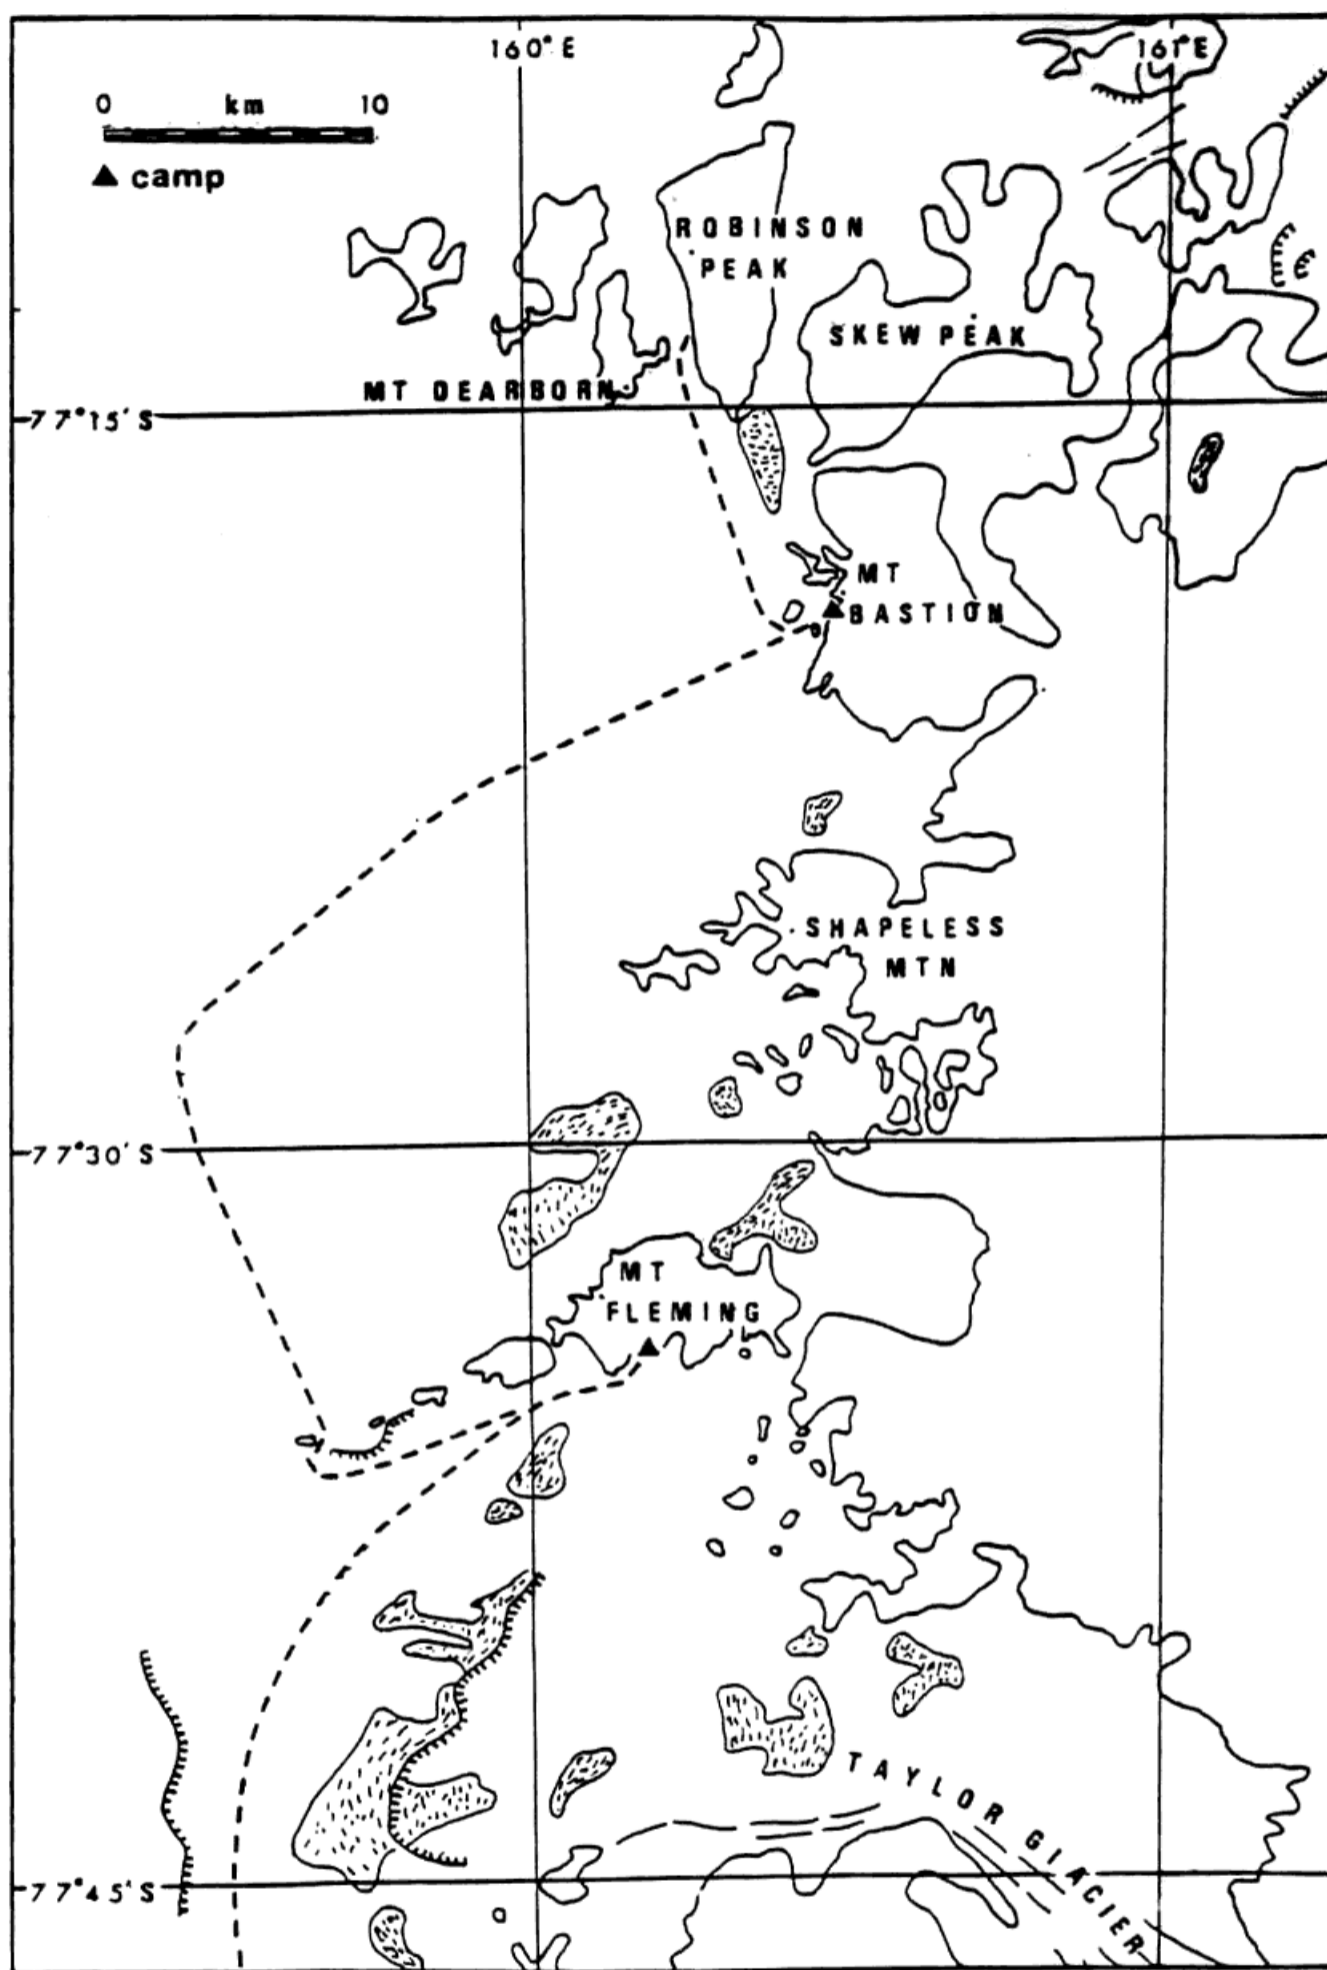 160° E
161° E
0 km 10
▲ camp
ROBINSON
PEAK
SKEW PEAK
MT DEARBORN
77°15'S
MT
BASTION
SHAPELESS
MTN
77°30'S
MT
FLEMING
TAYLOR GLACIER
77°45'S